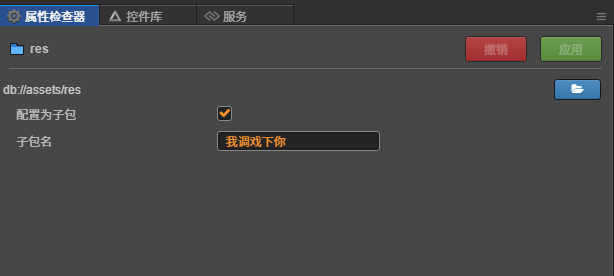 属性检查器 控件库 服务
res 撤销 应用
db://assets/res
配置为子包
子包名 我调戏下你